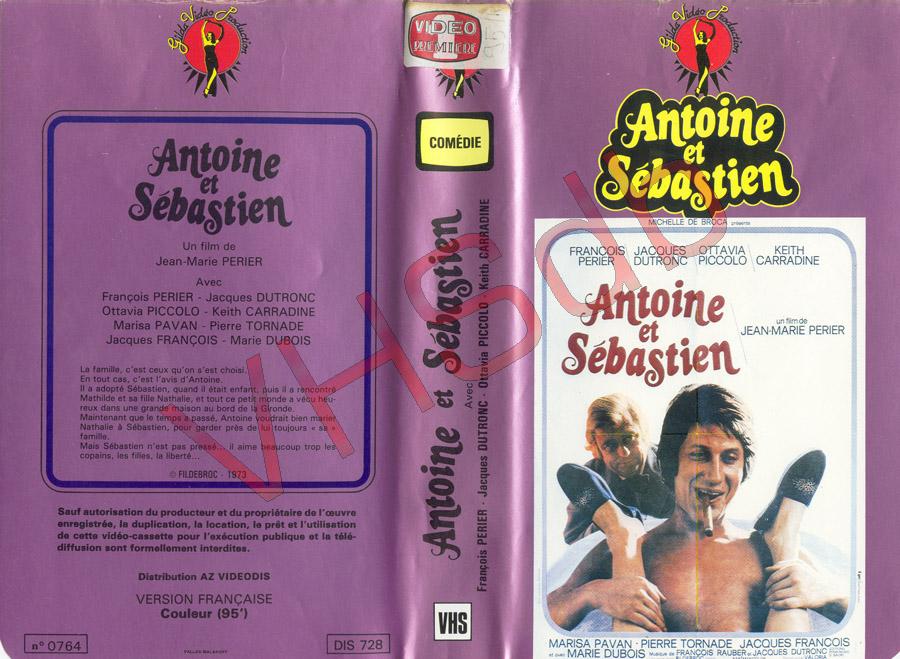 Gilda Vidéo Production
Antoine
et
Sébastien
Un film de
Jean-Marie PERIER
Avec
François PERIER - Jacques DUTRONC
Ottavia PICCOLO - Keith CARRADINE
Marisa PAVAN - Pierre TORNADE
Jacques FRANÇOIS - Marie DUBOIS
La famille, c'est ceux qu'on s'est choisi.
En tout cas, c'est l'avis d'Antoine.
Il a adopté Sébastien, quand il était enfant, puis il a rencontré
Mathilde et sa fille Nathalie, et tout ce petit monde a vécu heu-
reux dans une grande maison au bord de la Gironde.
Maintenant que le temps a passé, Antoine voudrait bien marier
Nathalie à Sébastien, pour garder près de lui toujours « sa »
famille.
Mais Sébastien n'est pas pressé... il aime beaucoup trop les
copains, les filles, la liberté...
© FILDEBROC - 1973
Sauf autorisation du producteur et du propriétaire de l'œuvre
enregistrée, la duplication, la location, le prêt et l'utilisation
de cette vidéo-cassette pour l'exécution publique et la télé-
diffusion sont formellement interdites.
Distribution AZ VIDEODIS
VERSION FRANÇAISE
Couleur (95')
n° 0764
DIS 728
VIDEO
1
PREMIERE
COMÉDIE
Antoine et Sébastien
Avec
François PERIER - Jacques DUTRONC - Ottavia PICCOLO - Keith CARRADINE
VHS
Gilda Vidéo Production
Antoine
et
Sébastien
MICHELLE DE BROCA présente
FRANÇOIS PERIER
JACQUES DUTRONC
OTTAVIA PICCOLO
KEITH CARRADINE
Antoine
et
Sébastien
un film de
JEAN-MARIE PERIER
MARISA PAVAN - PIERRE TORNADE JACQUES FRANÇOIS
et avec MARIE DUBOIS Musique de FRANÇOIS RAUBER et JACQUES DUTRONC
VHSdb